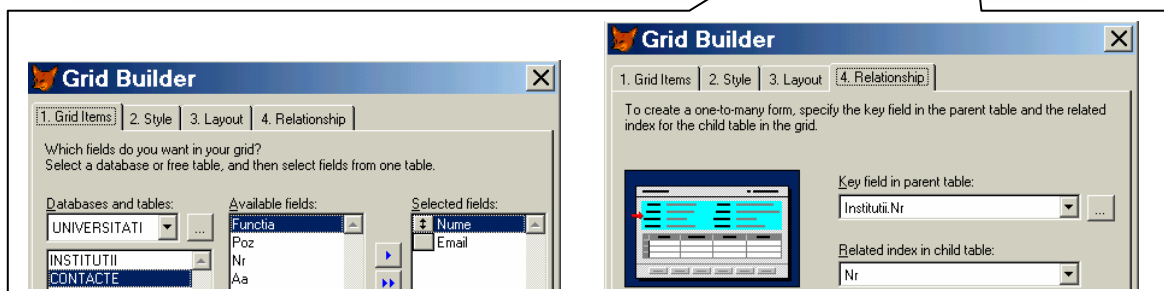 Grid Builder
1. Grid Items 2. Style 3. Layout 4. Relationship
Which fields do you want in your grid?
Select a database or free table, and then select fields from one table.
Databases and tables: Available fields: Selected fields:
UNIVERSITATI ... Functia Nume
Poz Email
INSTITUTII Nr
CONTACTE Aa
Grid Builder
1. Grid Items 2. Style 3. Layout 4. Relationship
To create a one-to-many form, specify the key field in the parent table and the related
index for the child table in the grid.
Key field in parent table:
Institutii.Nr ...
Related index in child table:
Nr